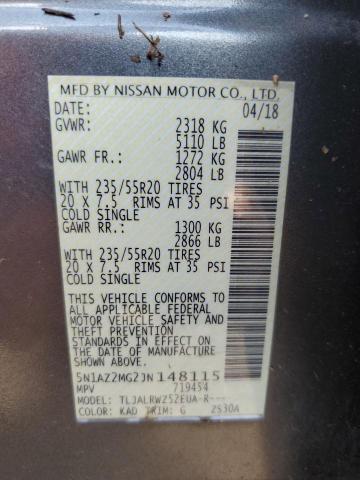 MFD BY NISSAN MOTOR CO., LTD.
DATE: 04/18
GVWR: 2318 KG
5110 LB
GAWR FR.: 1272 KG
2804 LB
WITH 235/55R20 TIRES
20 X 7.5 RIMS AT 35 PSI
COLD SINGLE
GAWR RR.: 1300 KG
2866 LB
WITH 235/55R20 TIRES
20 X 7.5 RIMS AT 35 PSI
COLD SINGLE
THIS VEHICLE CONFORMS TO
ALL APPLICABLE FEDERAL
MOTOR VEHICLE SAFETY AND
THEFT PREVENTION
STANDARDS IN EFFECT ON THE
DATE OF MANUFACTURE
SHOWN ABOVE.
5N1AZ2MG2JN148115
MPV 719454
MODEL: TLJALRWZ52EUA-R---
COLOR: KAD TRIM: G 2530A